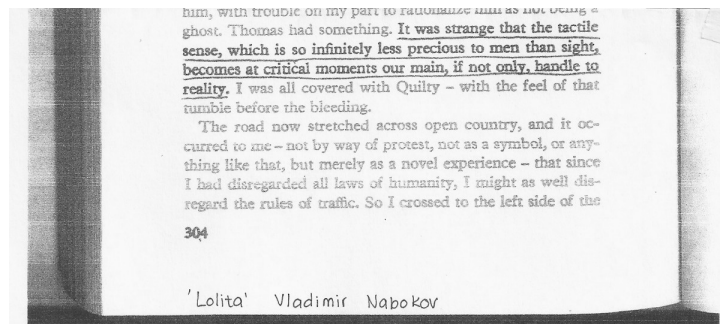 him, with trouble on my part to rationalize him as not being a
ghost. Thomas had something. It was strange that the tactile
sense, which is so infinitely less precious to men than sight,
becomes at critical moments our main, if not only, handle to
reality. I was all covered with Quilty – with the feel of that
tumble before the bleeding.
The road now stretched across open country, and it oc-
curred to me – not by way of protest, not as a symbol, or any-
thing like that, but merely as a novel experience – that since
I had disregarded all laws of humanity, I might as well dis-
regard the rules of traffic. So I crossed to the left side of the
304
'Lolita' Vladimir Nabokov